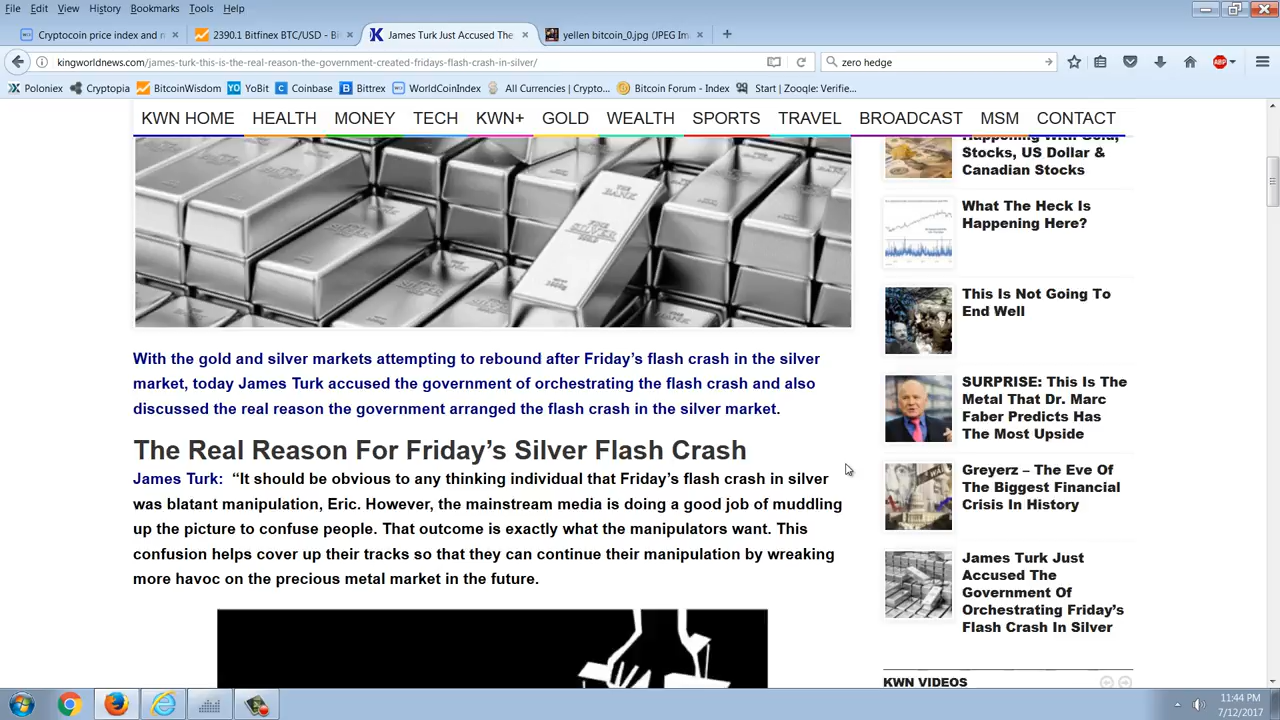 File Edit View History Bookmarks Tools Help
Cryptocoin price index and
2390.1 Bitfinex BTC/USD - Bi
James Turk Just Accused The
yellen bitcoin_0.jpg (JPEG Im
kingworldnews.com/james-turk-this-is-the-real-reason-the-government-created-fridays-flash-crash-in-silver/
zero hedge
ABP
Poloniex Cryptopia BitcoinWisdom YoBit Coinbase Bittrex WorldCoinIndex All Currencies | Crypto... Bitcoin Forum - Index Start | Zooqle: Verifie...
KWN HOME HEALTH MONEY TECH KWN+ GOLD WEALTH SPORTS TRAVEL BROADCAST MSM CONTACT
Happening With Gold,
Stocks, US Dollar &
Canadian Stocks
What The Heck Is
Happening Here?
This Is Not Going To
End Well
SURPRISE: This Is The
Metal That Dr. Marc
Faber Predicts Has
The Most Upside
Greyerz – The Eve Of
The Biggest Financial
Crisis In History
James Turk Just
Accused The
Government Of
Orchestrating Friday’s
Flash Crash In Silver
KWN VIDEOS
With the gold and silver markets attempting to rebound after Friday’s flash crash in the silver
market, today James Turk accused the government of orchestrating the flash crash and also
discussed the real reason the government arranged the flash crash in the silver market.
The Real Reason For Friday’s Silver Flash Crash
James Turk: “It should be obvious to any thinking individual that Friday’s flash crash in silver
was blatant manipulation, Eric. However, the mainstream media is doing a good job of muddling
up the picture to confuse people. That outcome is exactly what the manipulators want. This
confusion helps cover up their tracks so that they can continue their manipulation by wreaking
more havoc on the precious metal market in the future.
11:44 PM
7/12/2017